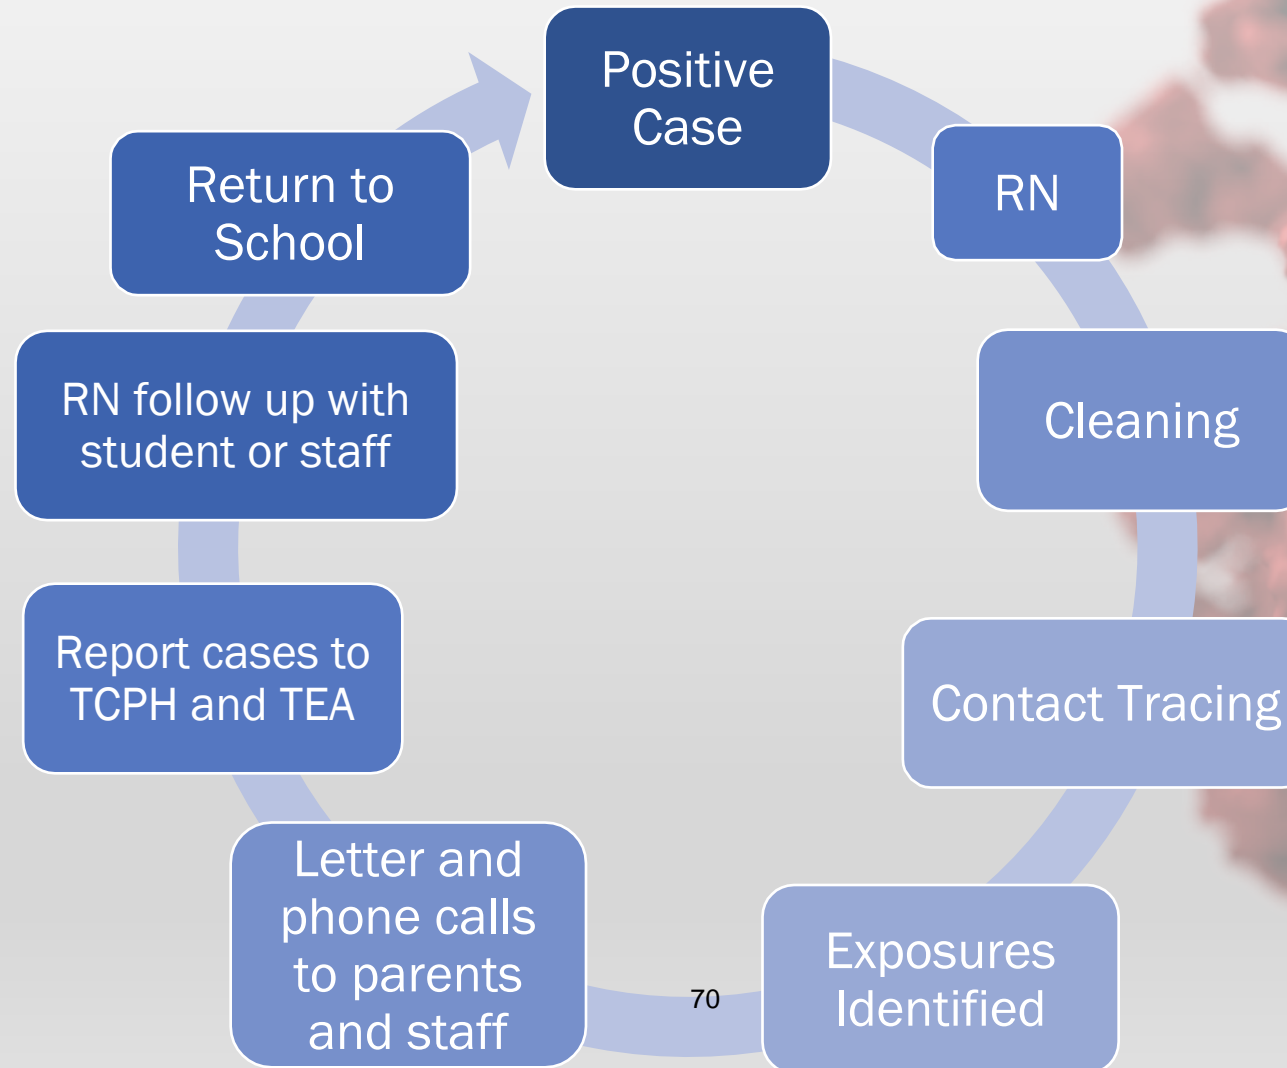 Positive
Case
RN
Cleaning
Contact Tracing
Exposures
Identified
Letter and
phone calls
to parents
and staff
Report cases to
TCPH and TEA
RN follow up with
student or staff
Return to
School
70